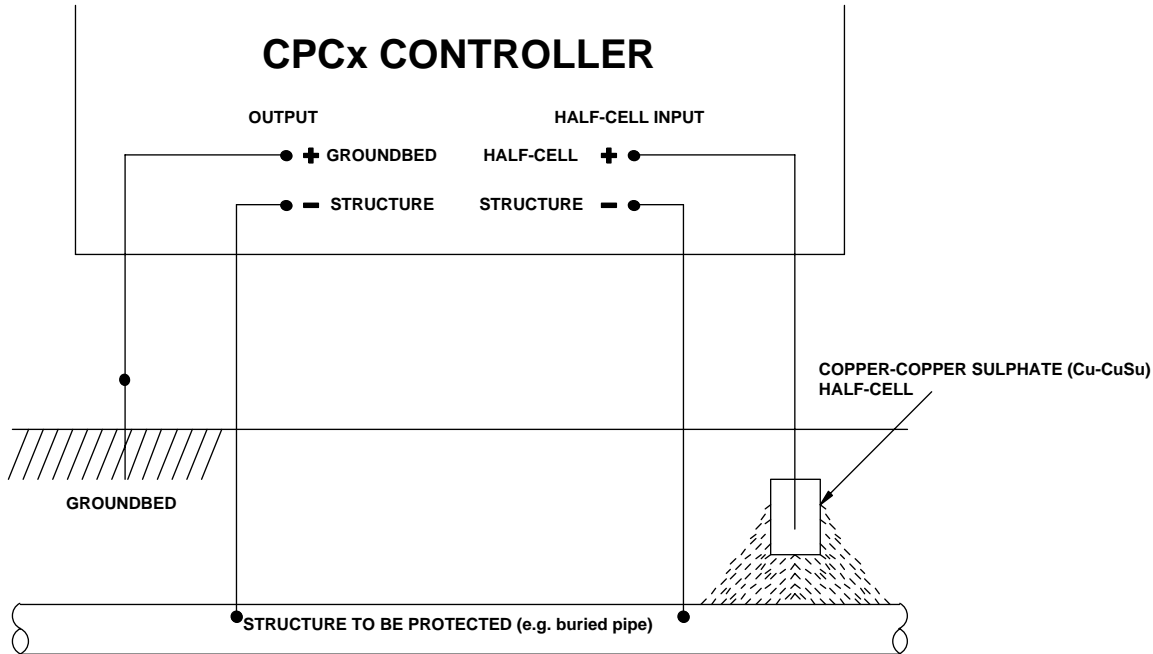 CPCx CONTROLLER
OUTPUT
HALF-CELL INPUT
+ GROUNDBED
HALF-CELL +
- STRUCTURE
STRUCTURE -
COPPER-COPPER SULPHATE (Cu-CuSu)
HALF-CELL
GROUNDBED
STRUCTURE TO BE PROTECTED (e.g. buried pipe)